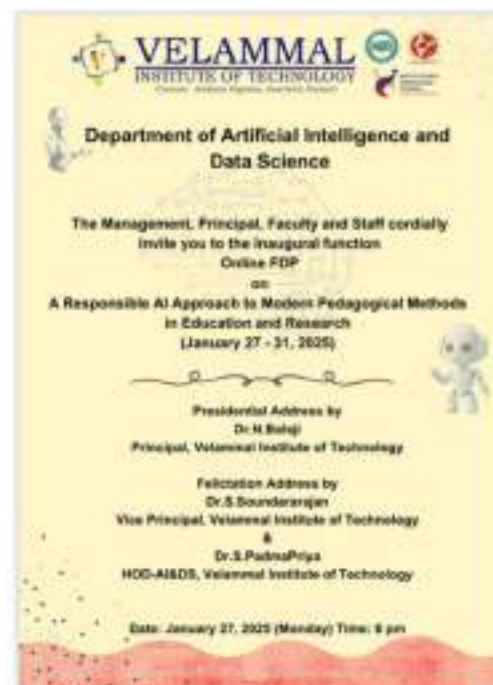 VELAMMAL
INSTITUTE OF TECHNOLOGY
Department of Artificial Intelligence and
Data Science
The Management, Principal, Faculty and Staff cordially
invite you to the inaugural function
Online FDP
on
A Responsible AI Approach to Modern Pedagogical Methods
in Education and Research
(January 27 - 31, 2025)
Presidential Address by
Dr.N.Balaji
Principal, Velammal Institute of Technology
Felicitation Address by
Dr.S.Soundararajan
Vice Principal, Velammal Institute of Technology
&
Dr.S.PadmaPriya
HOD-AI&DS, Velammal Institute of Technology
Date: January 27, 2025 (Monday) Time: 6 pm